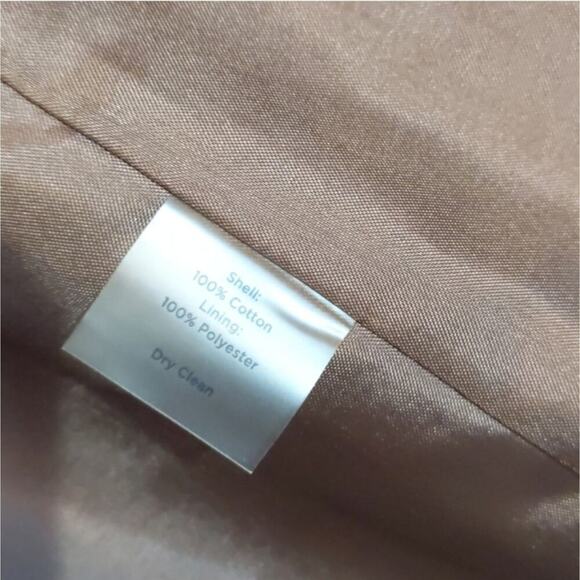 Shell:
100% Cotton
Lining:
100% Polyester
Dry Clean